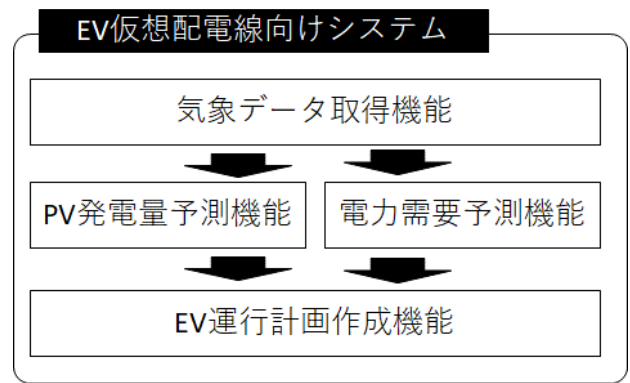 EV仮想配電線向けシステム
気象データ取得機能
PV発電量予測機能
電力需要予測機能
EV運行計画作成機能